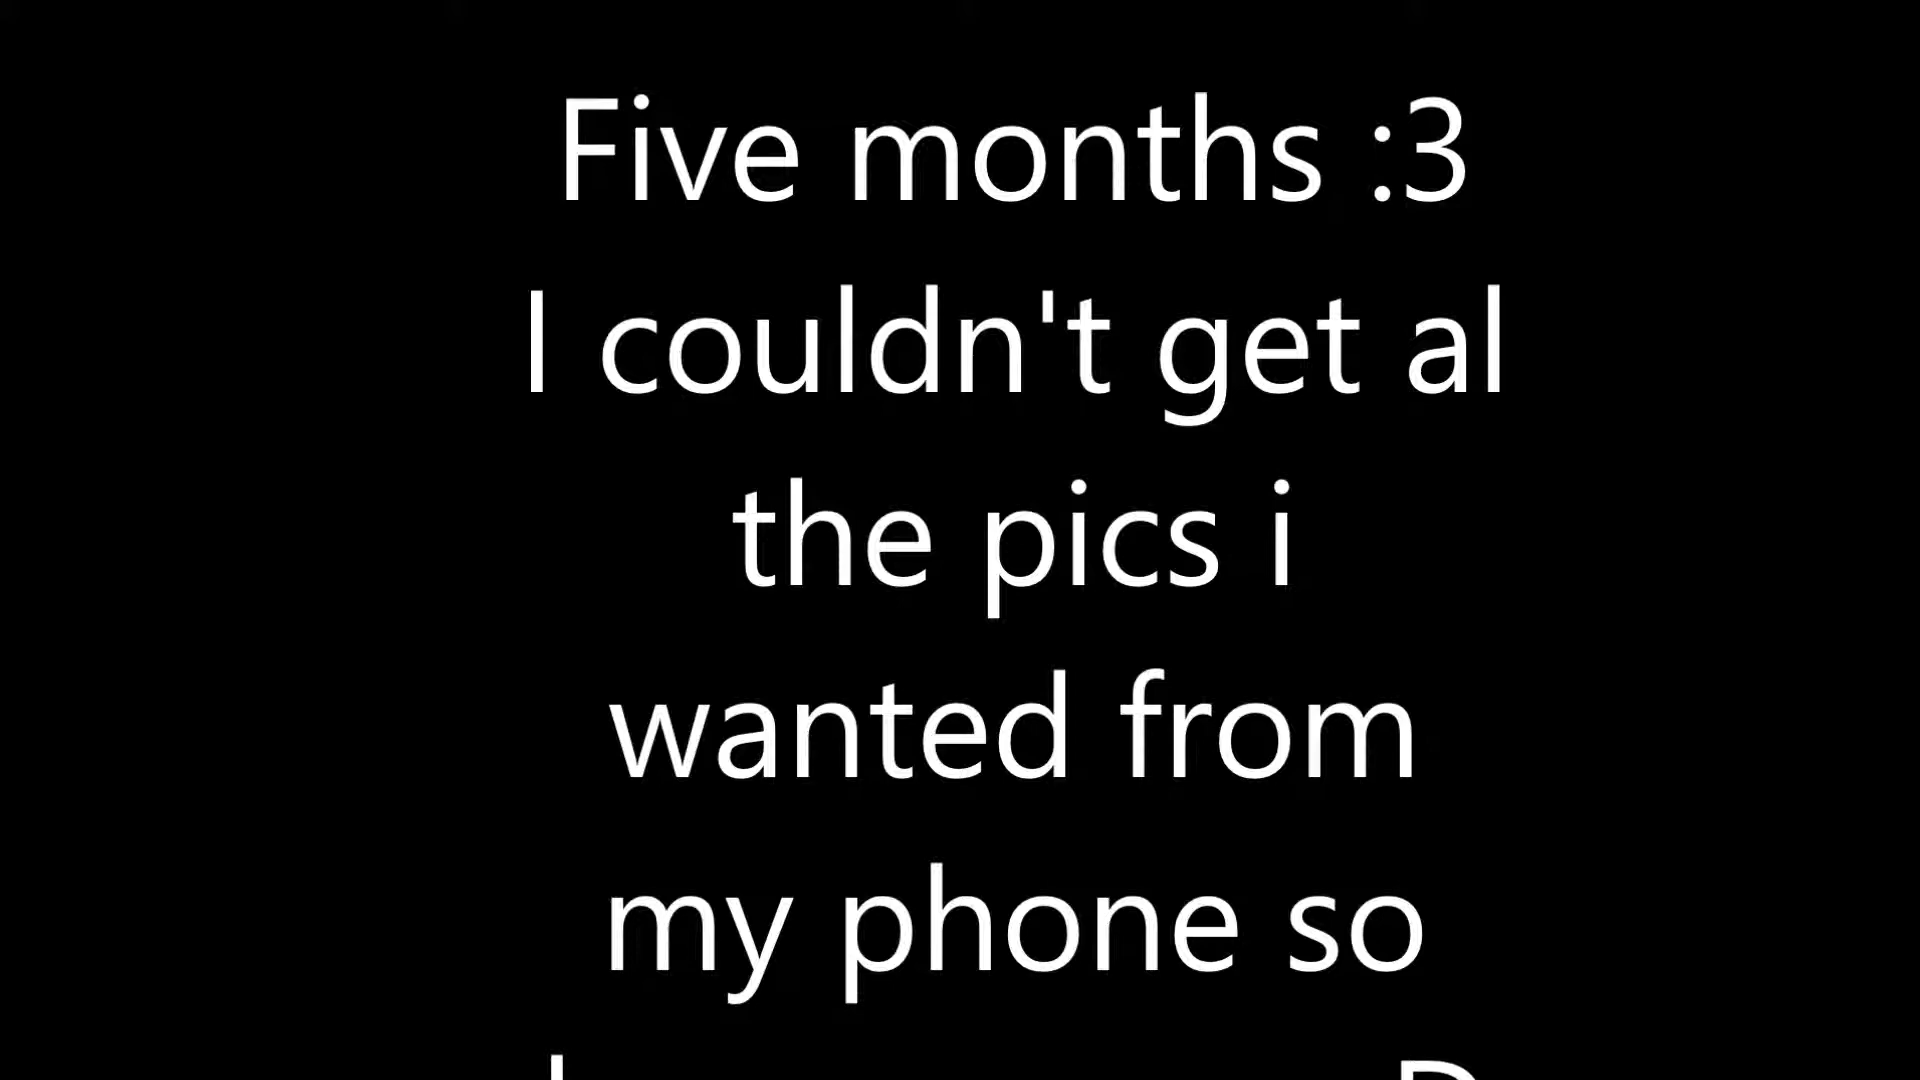 Five months :3
I couldn't get al
the pics i
wanted from
my phone so